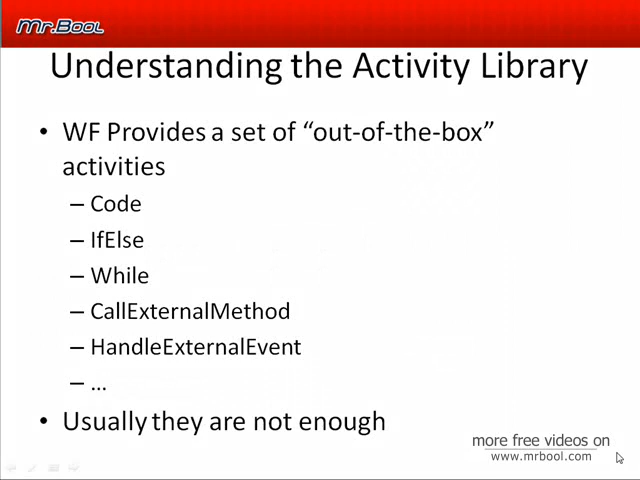 Mr.Bool
Understanding the Activity Library
• WF Provides a set of “out-of-the-box”
activities
– Code
– IfElse
– While
– CallExternalMethod
– HandleExternalEvent
– ...
• Usually they are not enough
more free videos on
www.mrbool.com